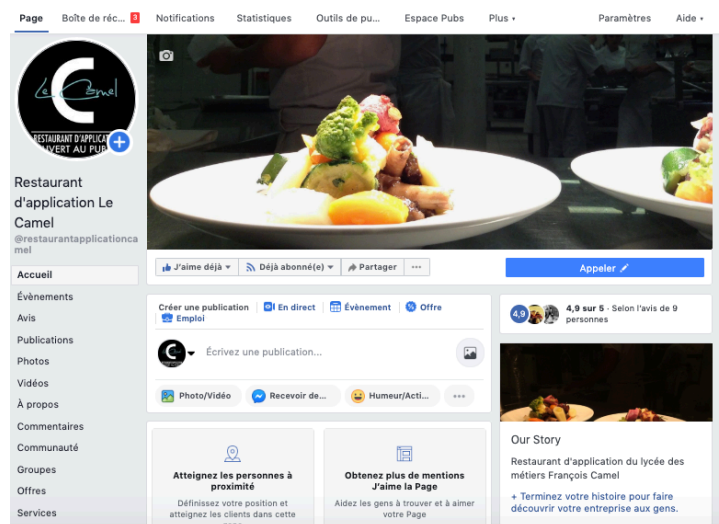 Page Boîte de réc... 3 Notifications Statistiques Outils de pu... Espace Pubs Plus Paramètres Aide
Le Camel
RESTAURANT D'APPLICAT
UVERT AU PUB
Restaurant
d'application Le
Camel
@restaurantapplicationca
mel
Accueil
Évènements
Avis
Publications
Photos
Vidéos
À propos
Commentaires
Communauté
Groupes
Offres
Services
J'aime déjà Déjà abonné(e) Partager ...
Appeler
Créer une publication En direct Évènement Offre
Emploi
Écrivez une publication...
Photo/Vidéo Recevoir de... Humeur/Acti... ...
Atteignez les personnes à
proximité
Définissez votre position et
atteignez les clients dans cette
Obtenez plus de mentions
J'aime la Page
Aidez les gens à trouver et à aimer
votre Page
4,9 4,9 sur 5 · Selon l'avis de 9
personnes
Our Story
Restaurant d'application du lycée des
métiers François Camel
+ Terminez votre histoire pour faire
découvrir votre entreprise aux gens.